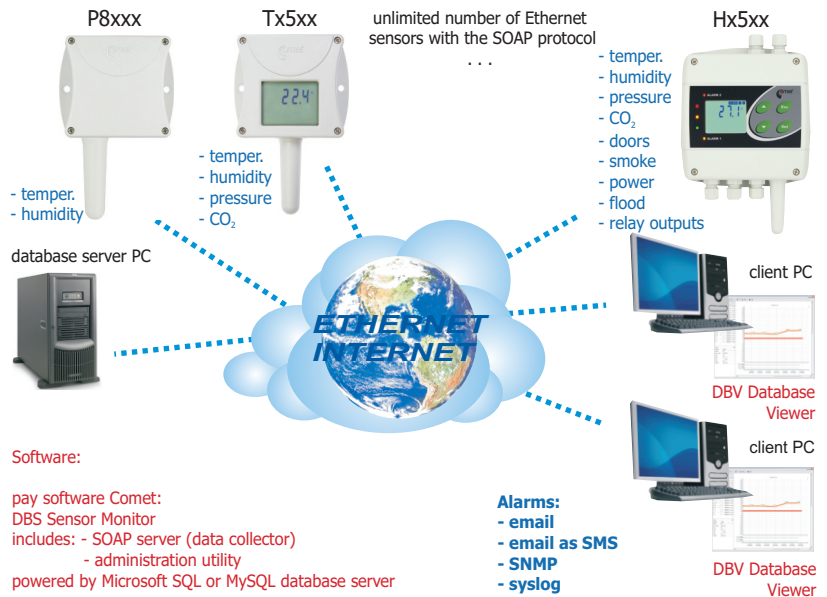 P8xxx
Tx5xx
unlimited number of Ethernet
sensors with the SOAP protocol
. . .
Hx5xx
- temper.
- humidity
22.4
- temper.
- humidity
- pressure
- CO₂
- temper.
- humidity
- pressure
- CO₂
- doors
- smoke
- power
- flood
- relay outputs
27.1
database server PC
ETHERNET
INTERNET
client PC
DBV Database
Viewer
client PC
DBV Database
Viewer
Software:
pay software Comet:
DBS Sensor Monitor
includes: - SOAP server (data collector)
- administration utility
powered by Microsoft SQL or MySQL database server
Alarms:
- email
- email as SMS
- SNMP
- syslog